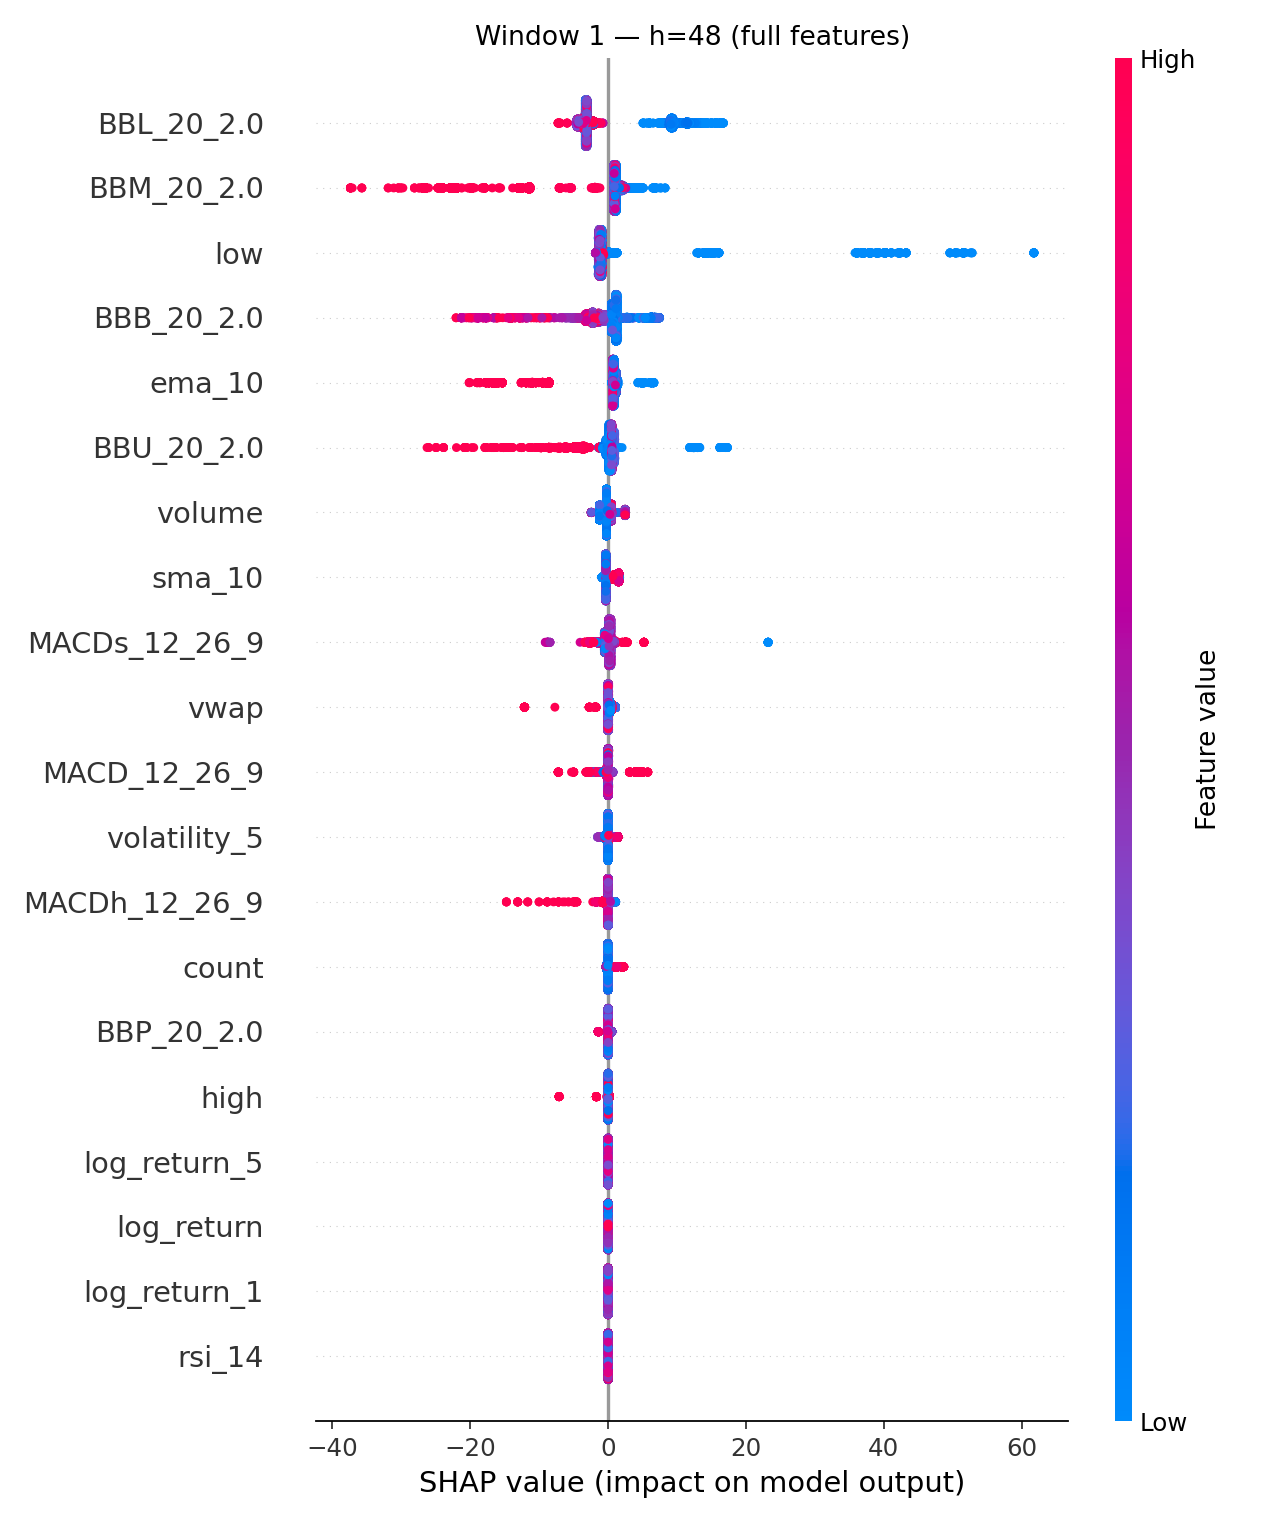 Window 1 — h=48 (full features)
High
BBL_20_2.0
BBM_20_2.0
low
BBB_20_2.0
ema_10
BBU_20_2.0
volume
sma_10
MACDs_12_26_9
vwap
MACD_12_26_9
volatility_5
MACDh_12_26_9
count
BBP_20_2.0
high
log_return_5
log_return
log_return_1
rsi_14
Feature value
Low
−40 −20 0 20 40 60
SHAP value (impact on model output)